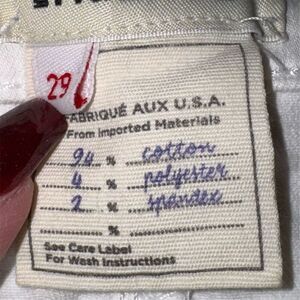 29
FABRIQUÉ AUX U.S.A.
From Imported Materials
94 % cotton
4 % polyester
2 % spandex
%
See Care Label
For Wash Instructions